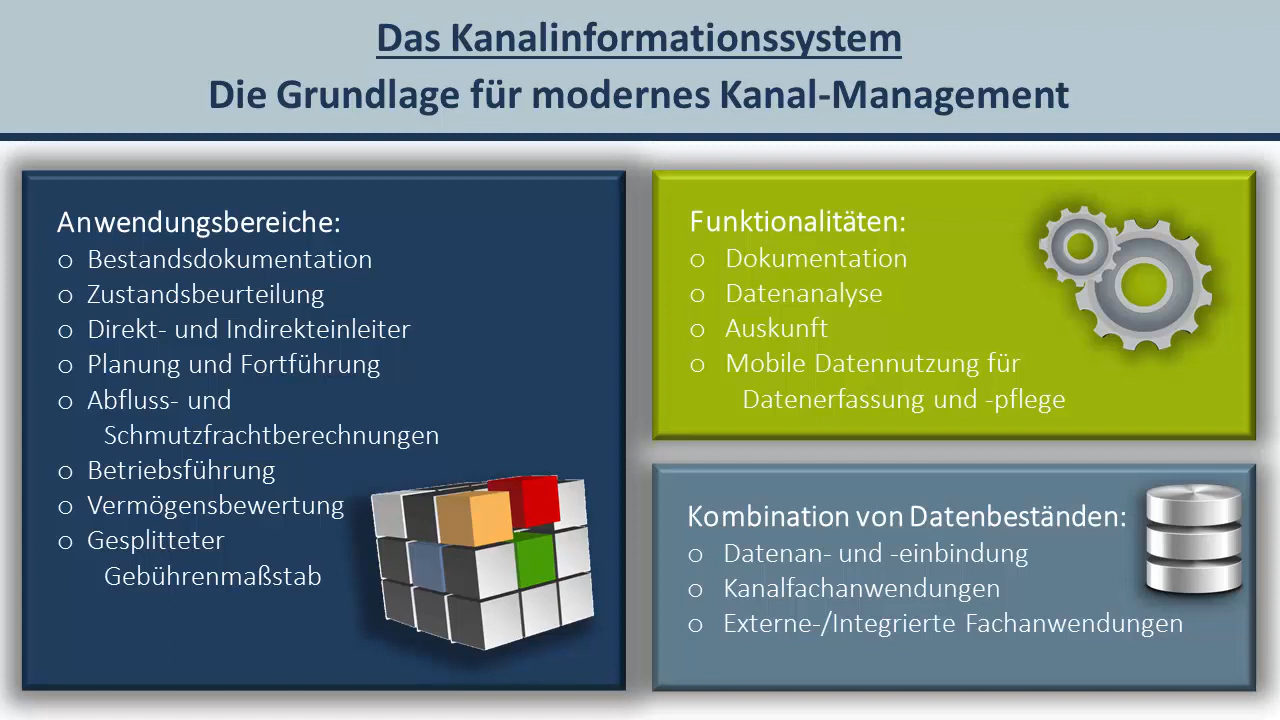 Das Kanalinformationssystem
Die Grundlage für modernes Kanal-Management
Anwendungsbereiche:
o Bestandsdokumentation
o Zustandsbeurteilung
o Direkt- und Indirekteinleiter
o Planung und Fortführung
o Abfluss- und
Schmutzfrachtberechnungen
o Betriebsführung
o Vermögensbewertung
o Gesplitteter
Gebührenmaßstab
Funktionalitäten:
o Dokumentation
o Datenanalyse
o Auskunft
o Mobile Datennutzung für
Datenerfassung und -pflege
Kombination von Datenbeständen:
o Datenan- und -einbindung
o Kanalfachanwendungen
o Externe-/Integrierte Fachanwendungen